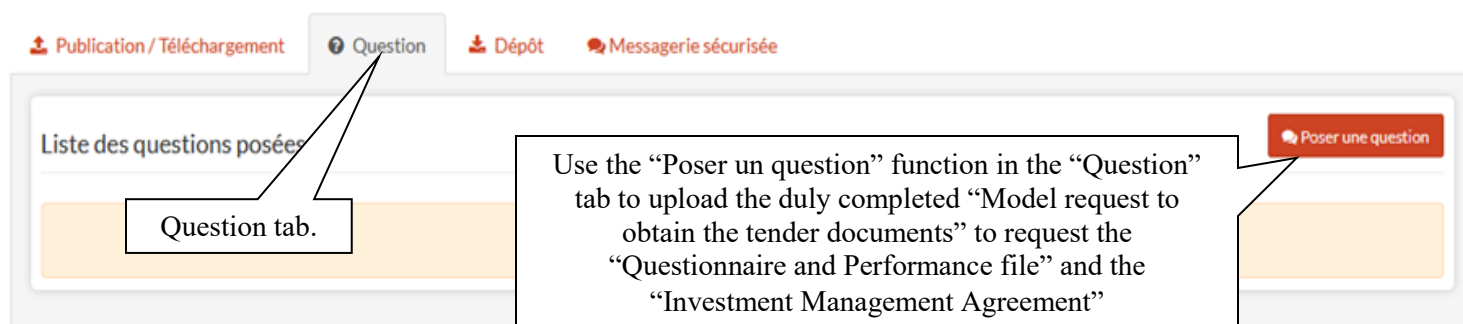 Publication / Téléchargement
Question
Dépôt
Messagerie sécurisée
Liste des questions posées
Poser une question
Question tab.
Use the “Poser un question” function in the “Question”
tab to upload the duly completed “Model request to
obtain the tender documents” to request the
“Questionnaire and Performance file” and the
“Investment Management Agreement”